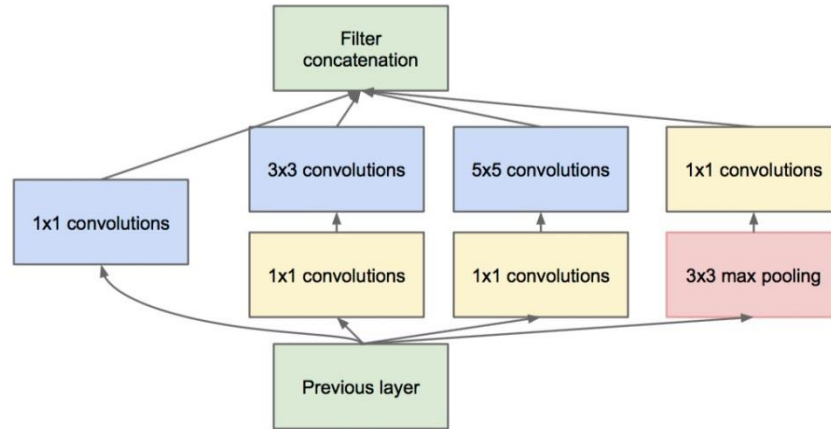 Filter
concatenation
3x3 convolutions
5x5 convolutions
1x1 convolutions
1x1 convolutions
1x1 convolutions
1x1 convolutions
3x3 max pooling
Previous layer